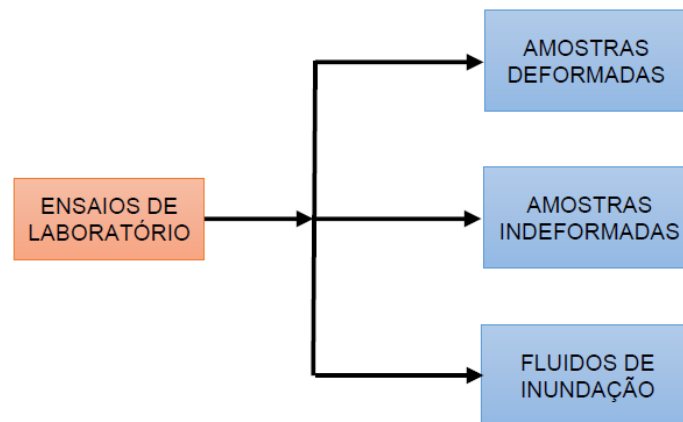 AMOSTRAS
DEFORMADAS
ENSAIOS DE
LABORATÓRIO
AMOSTRAS
INDEFORMADAS
FLUIDOS DE
INUNDAÇÃO